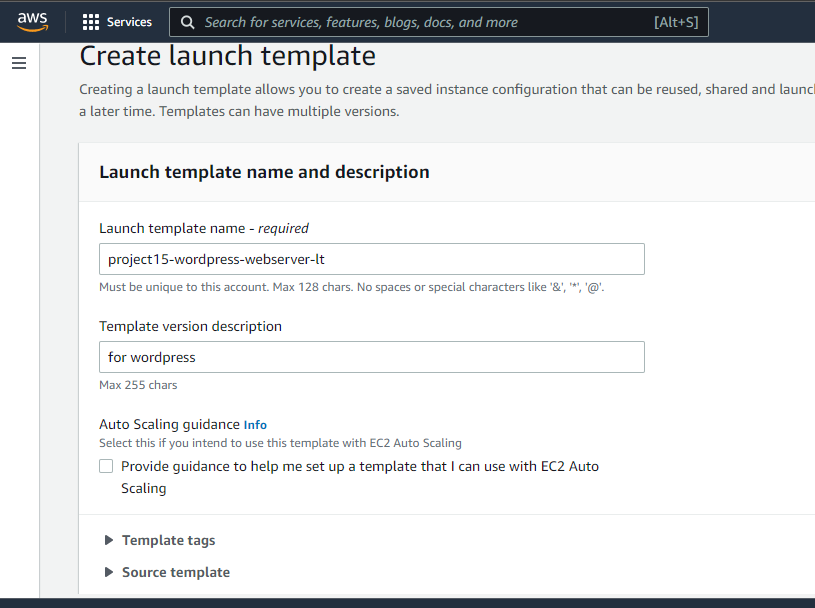 aws
Services
Search for services, features, blogs, docs, and more
[Alt+S]
Create launch template
Creating a launch template allows you to create a saved instance configuration that can be reused, shared and
a later time. Templates can have multiple versions.
Launch template name and description
Launch template name - required
project15-wordpress-webserver-lt
Must be unique to this account. Max 128 chars. No spaces or special characters like '&', '*', '@'.
Template version description
for wordpress
Max 255 chars
Auto Scaling guidance Info
Select this if you intend to use this template with EC2 Auto Scaling
Provide guidance to help me set up a template that I can use with EC2 Auto
Scaling
Template tags
Source template